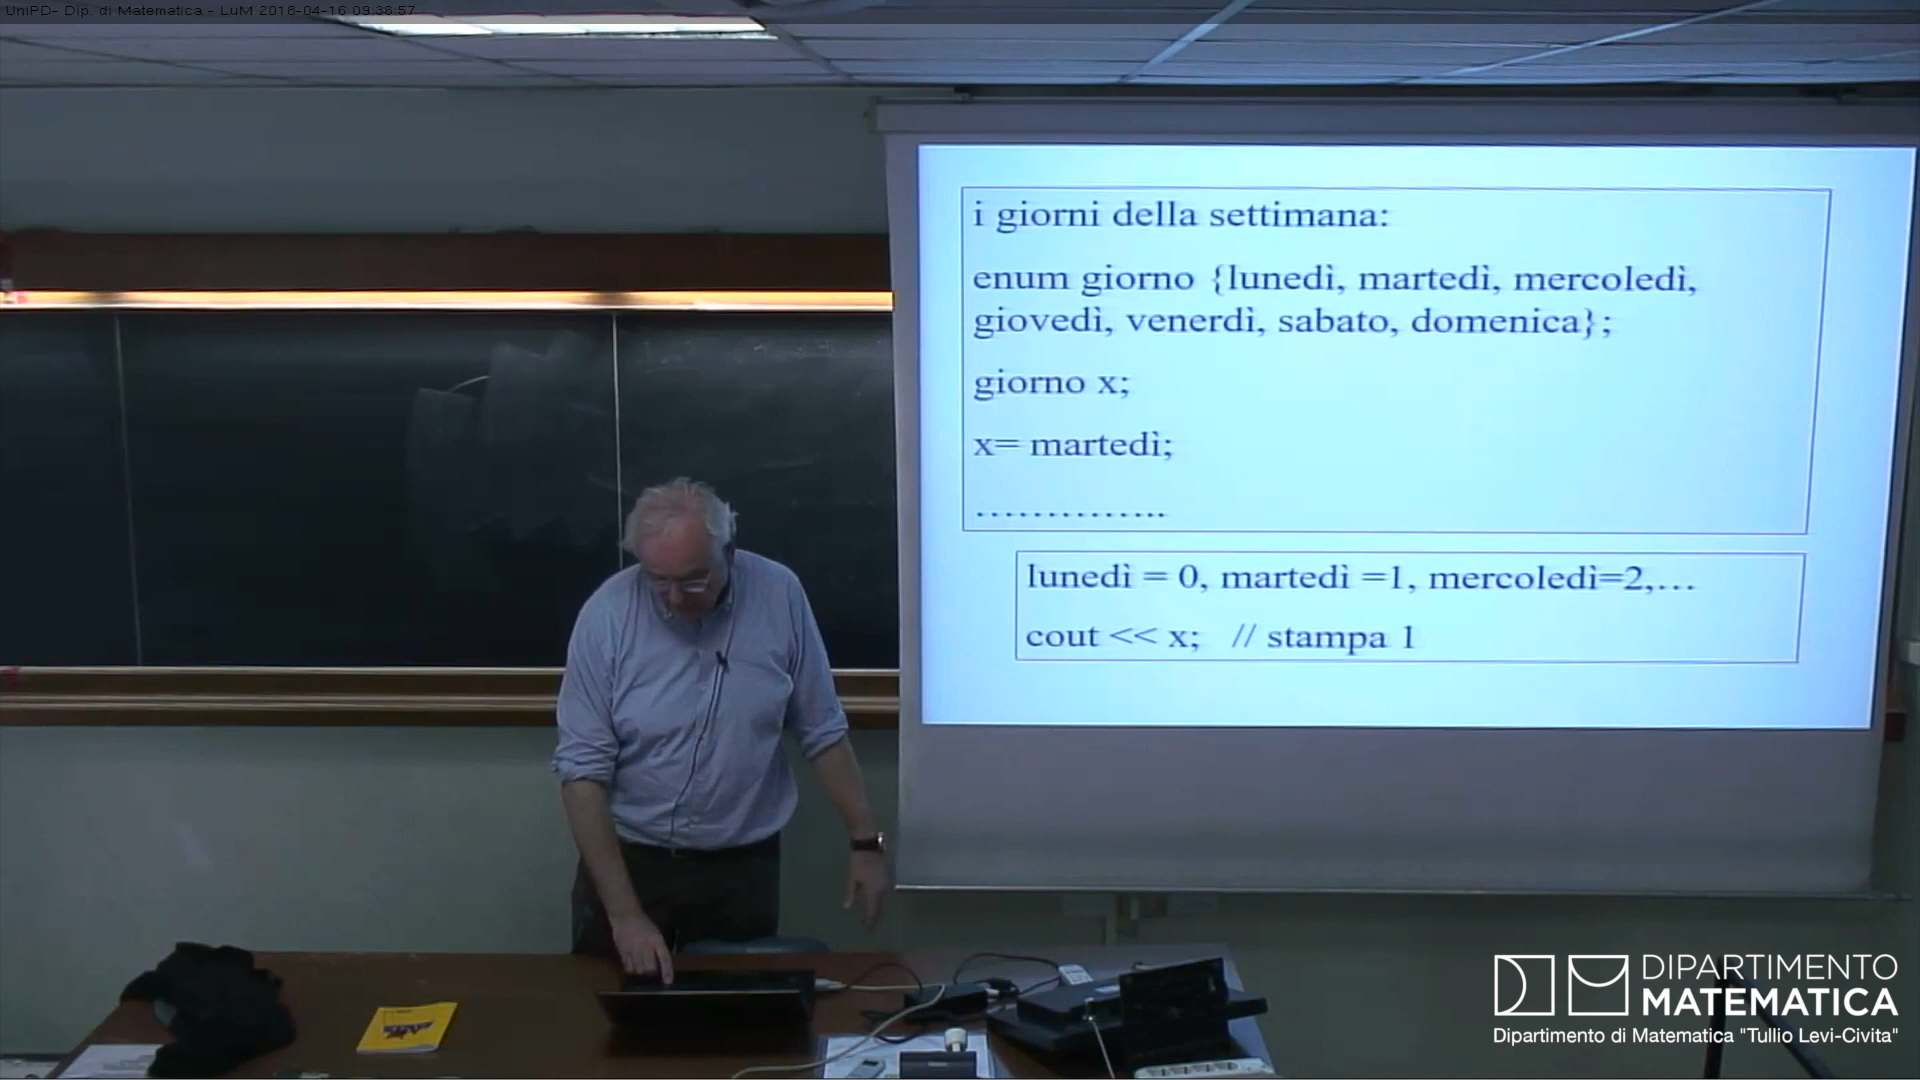 UniPD- Dip. di Matematica - LuM 2018-04-16 09:36:57
i giorni della settimana:
enum giorno {lunedì, martedì, mercoledì,
giovedì, venerdì, sabato, domenica};
giorno x;
x= martedì;
…………..
lunedì = 0, martedì =1, mercoledì=2,…
cout << x; // stampa 1
DIPARTIMENTO
MATEMATICA
Dipartimento di Matematica "Tullio Levi-Civita"